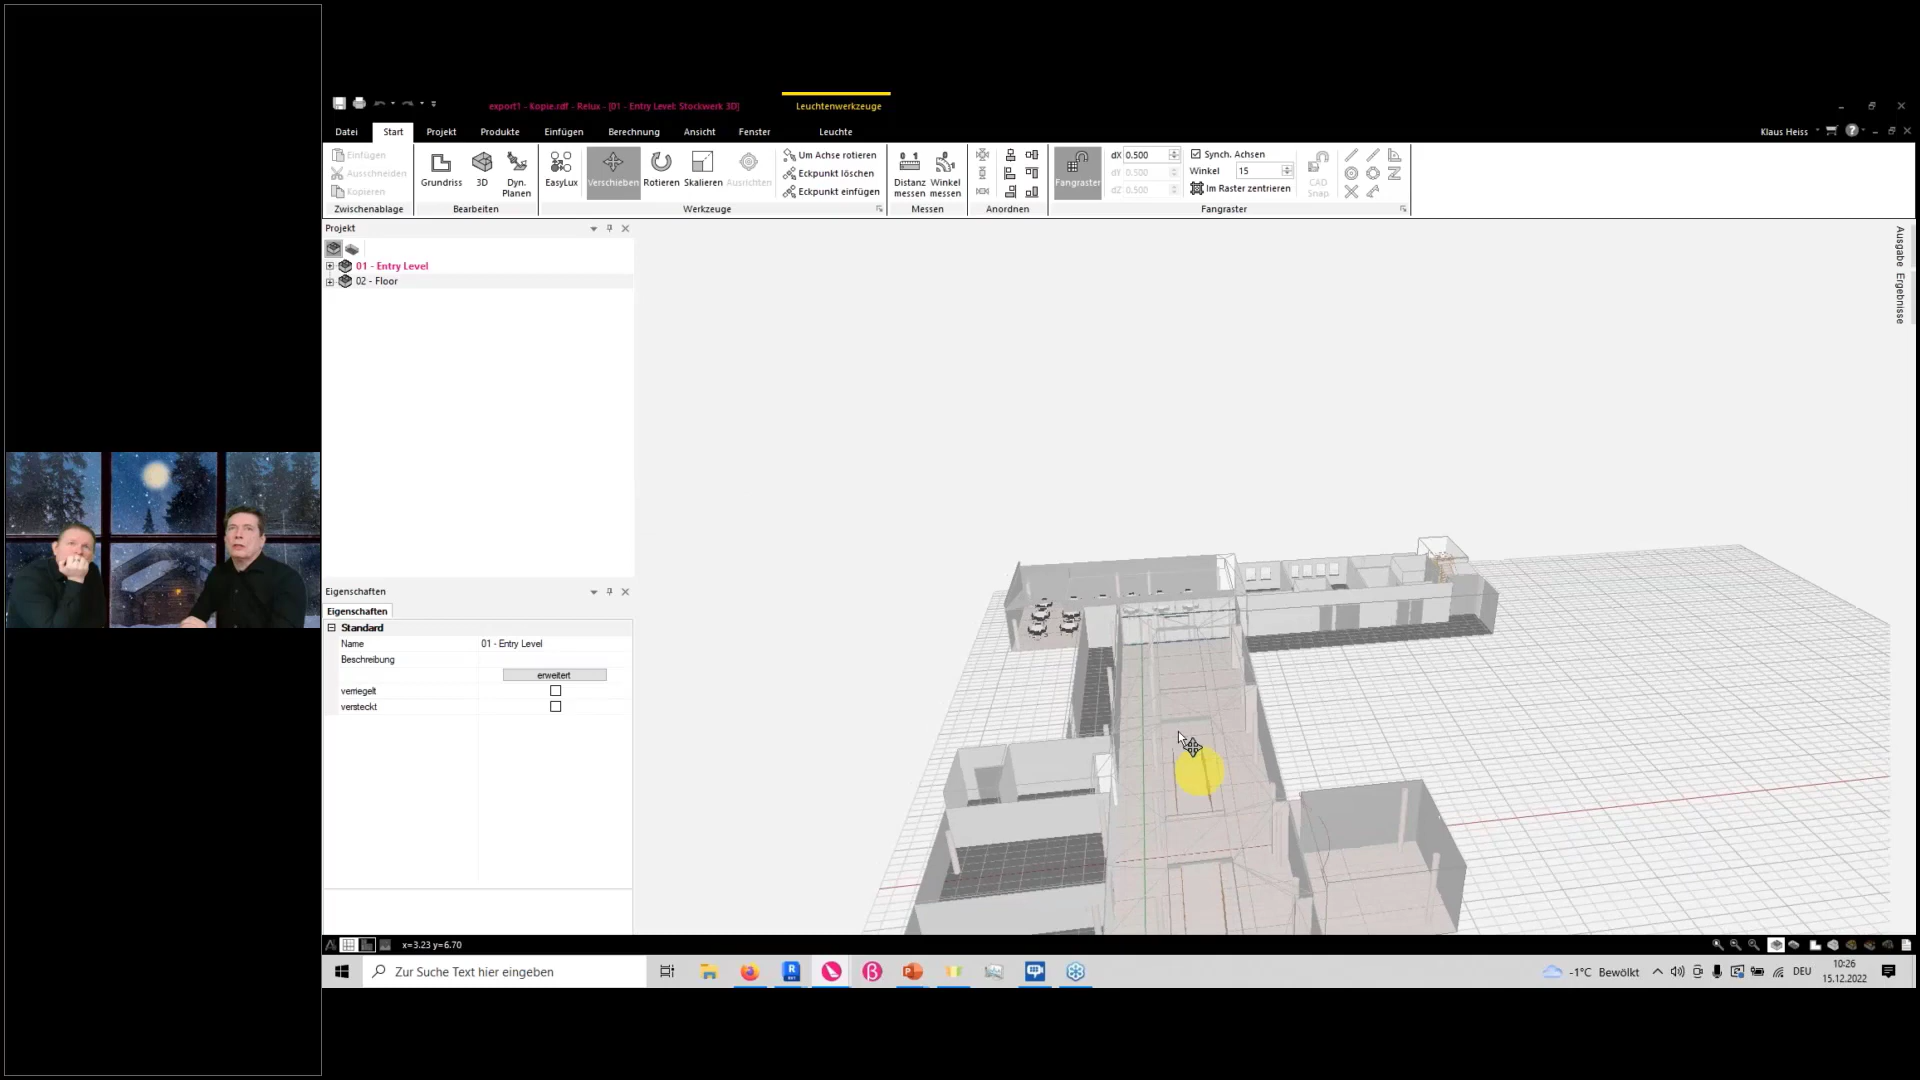 export1 - Kopie.rdf - Relux - [01 - Entry Level: Stockwerk 3D]
Leuchtenwerkzeuge
Datei Start Projekt Produkte Einfügen Berechnung Ansicht Fenster Leuchte
Klaus Heiss
Einfügen
Ausschneiden
Kopieren
Zwischenablage
Grundriss
3D
Dyn. Planen
Bearbeiten
EasyLux
Verschieben
Rotieren
Skalieren
Ausrichten
Um Achse rotieren
Eckpunkt löschen
Eckpunkt einfügen
Werkzeuge
Distanz messen
Winkel messen
Messen
Anordnen
Fangraster
dX 0.500
dY 0.500
dZ 0.500
Synch. Achsen
Winkel 15
Im Raster zentrieren
CAD Snap
Fangraster
Projekt
01 - Entry Level
02 - Floor
Ausgabe
Ergebnisse
Eigenschaften
Eigenschaften
Standard
Name 01 - Entry Level
Beschreibung
erweitert
verriegelt
versteckt
x=3.23 y=6.70
Zur Suche Text hier eingeben
-1°C Bewölkt
DEU
10:26
15.12.2022